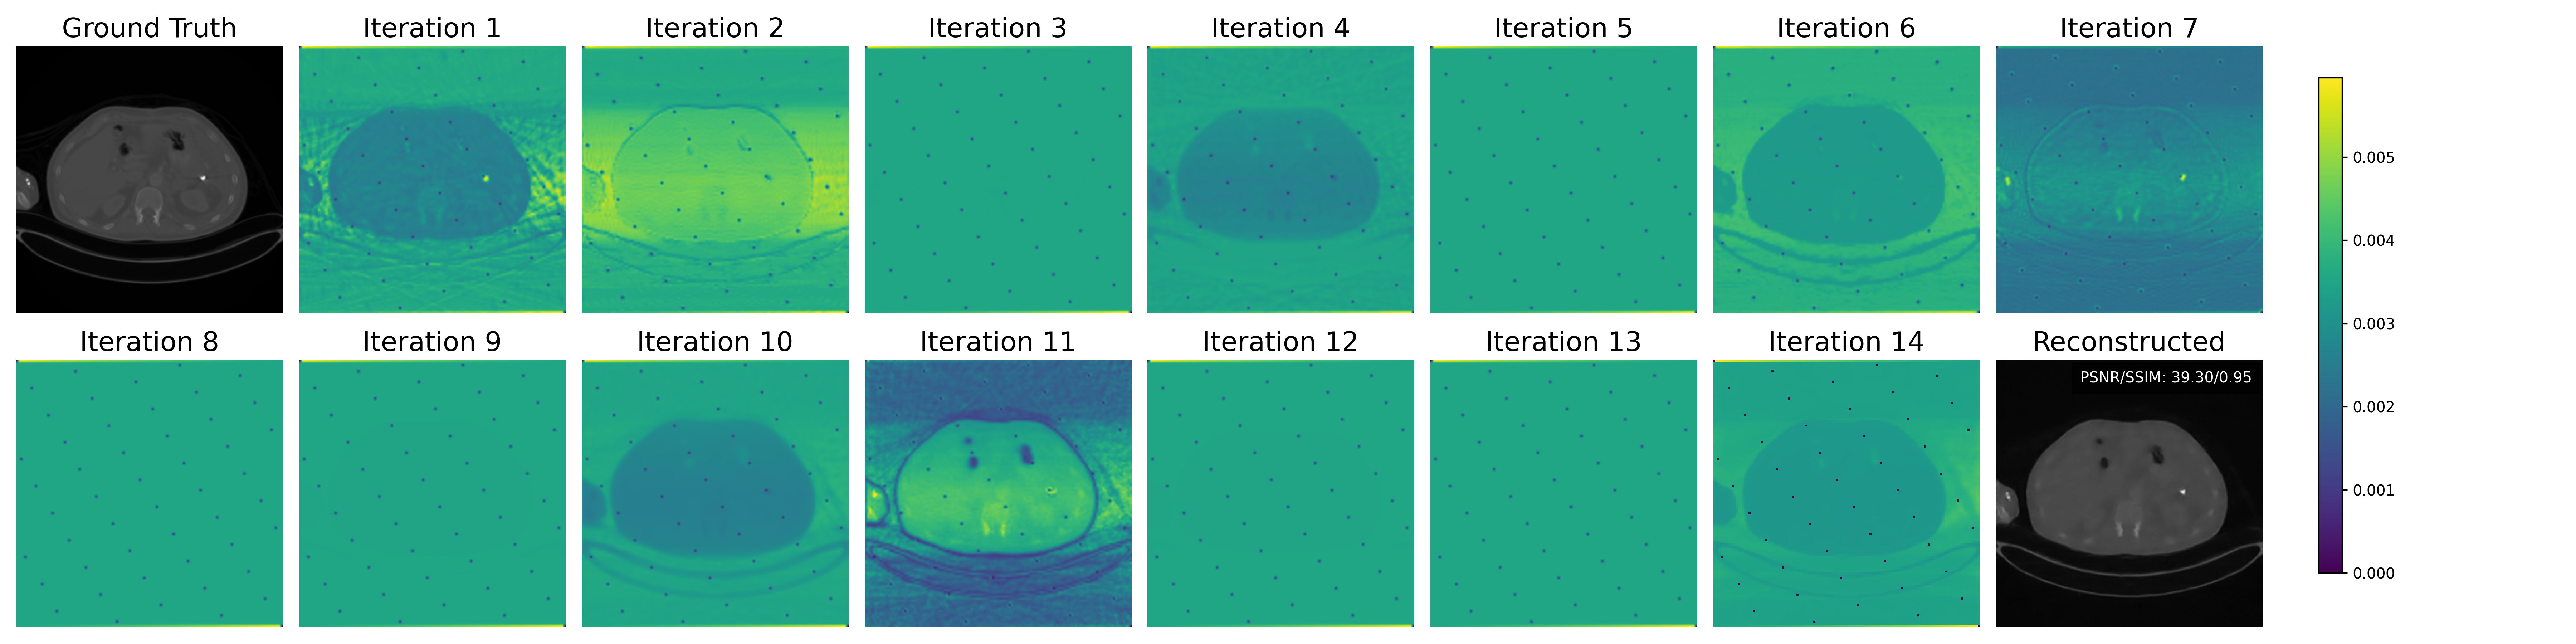 Ground Truth
Iteration 1
Iteration 2
Iteration 3
Iteration 4
Iteration 5
Iteration 6
Iteration 7
0.005
0.004
0.003
0.002
0.001
0.000
Iteration 8
Iteration 9
Iteration 10
Iteration 11
Iteration 12
Iteration 13
Iteration 14
Reconstructed
PSNR/SSIM: 39.30/0.95